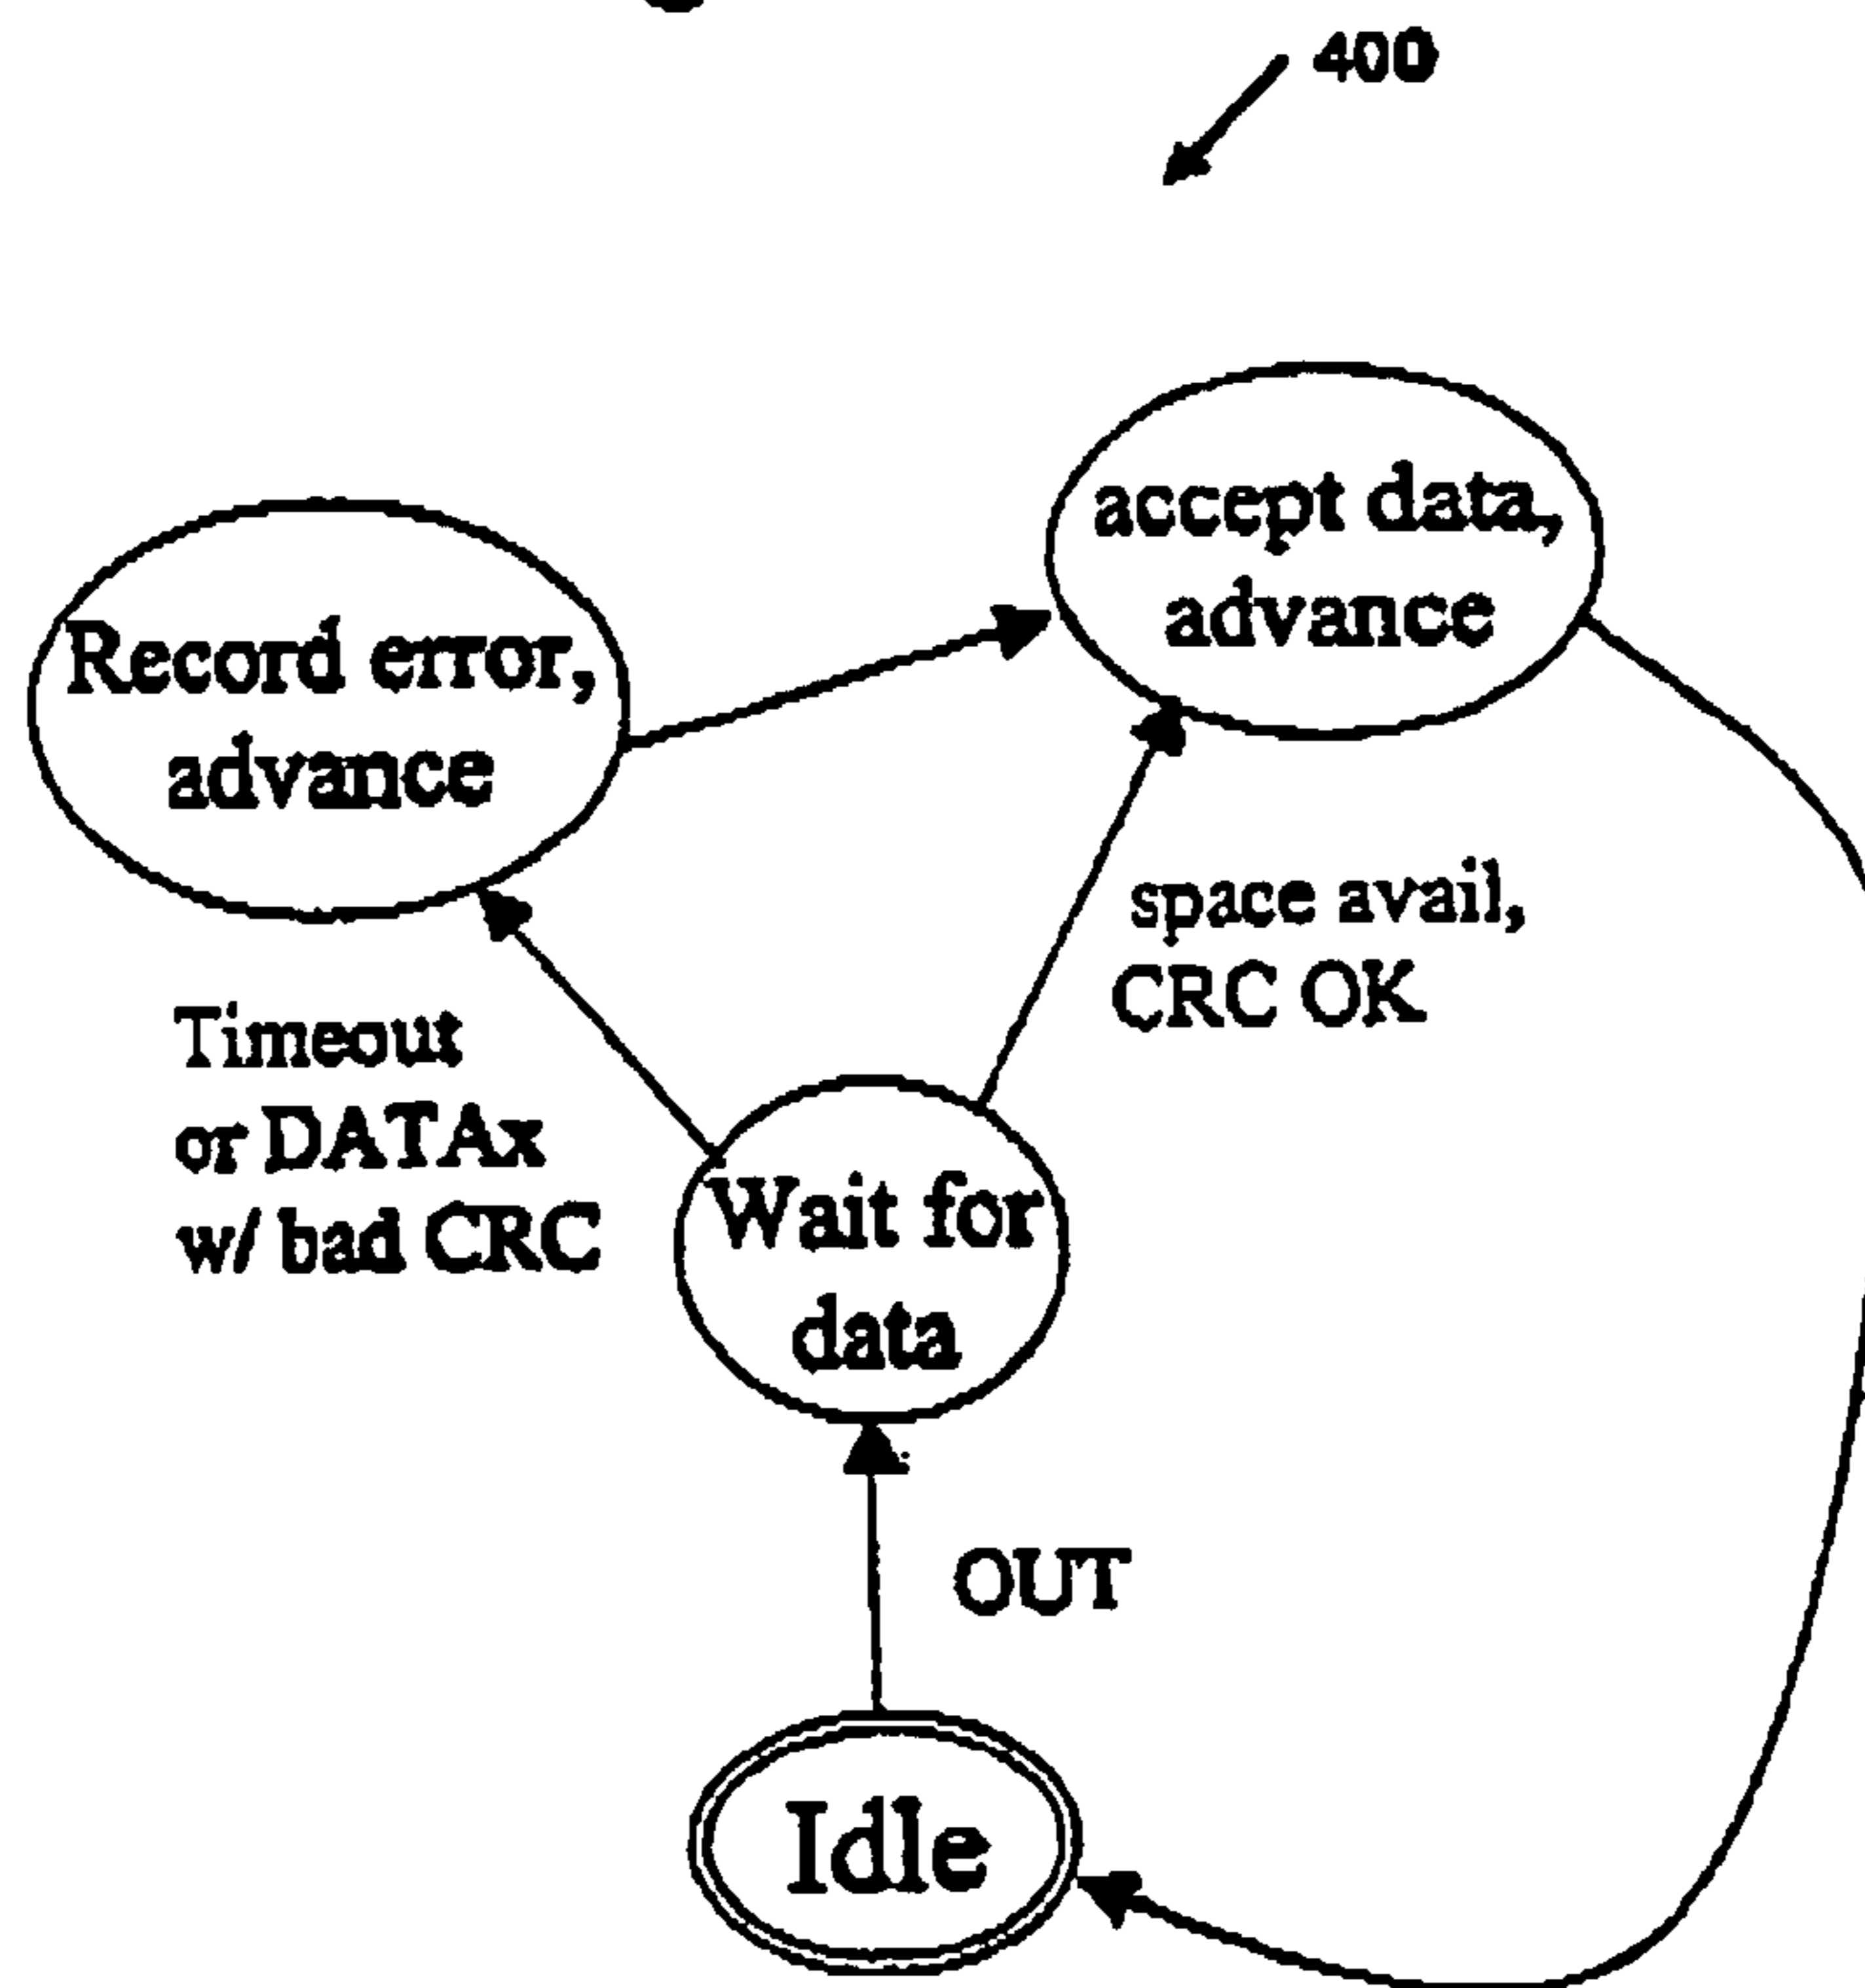 400
accept data,
advance
Record error,
advance
space avail,
CRC OK
Timeout
or DATAx
w/ bad CRC
Wait for
data
OUT
Idle